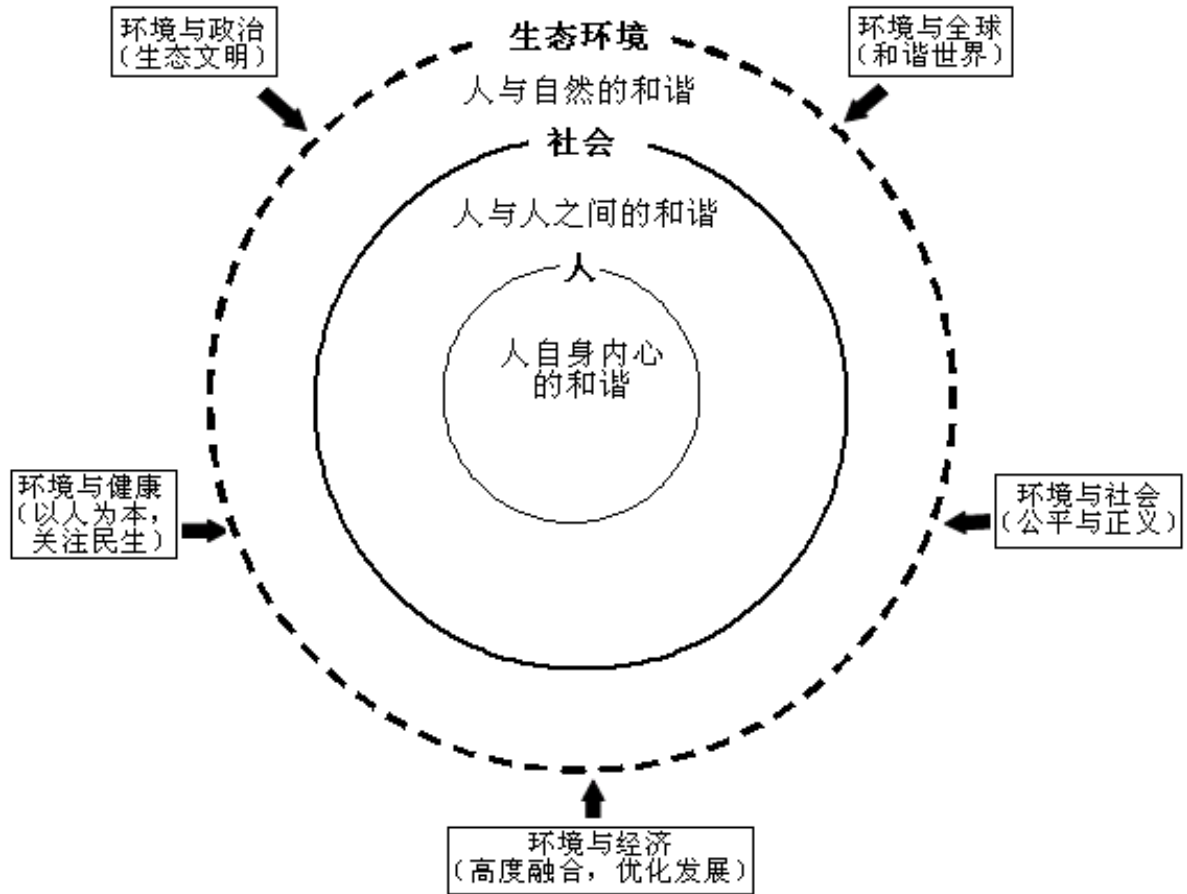 环境与政治
(生态文明)
生态环境
环境与全球
(和谐世界)
人与自然的和谐
社会
人与人之间的和谐
人
人自身内心
的和谐
环境与健康
(以人为本,
关注民生)
环境与社会
(公平与正义)
环境与经济
(高度融合,优化发展)